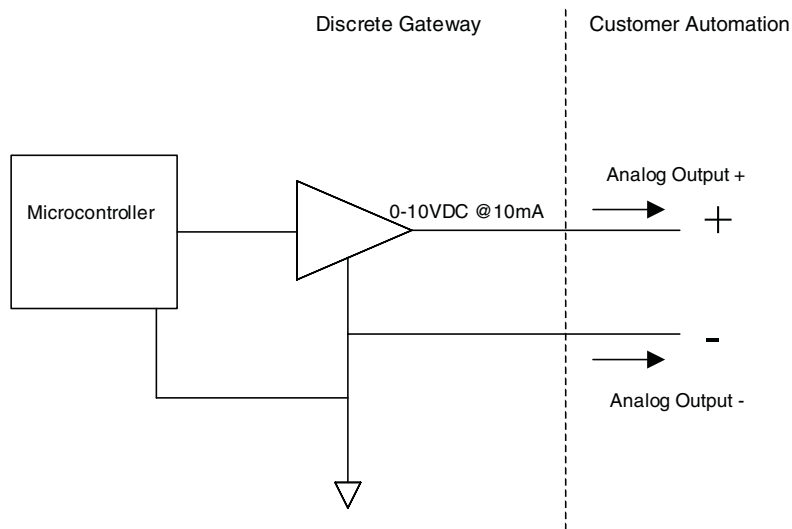 Discrete Gateway
Customer Automation
Microcontroller
0-10VDC @10mA
Analog Output +
+
-
Analog Output -